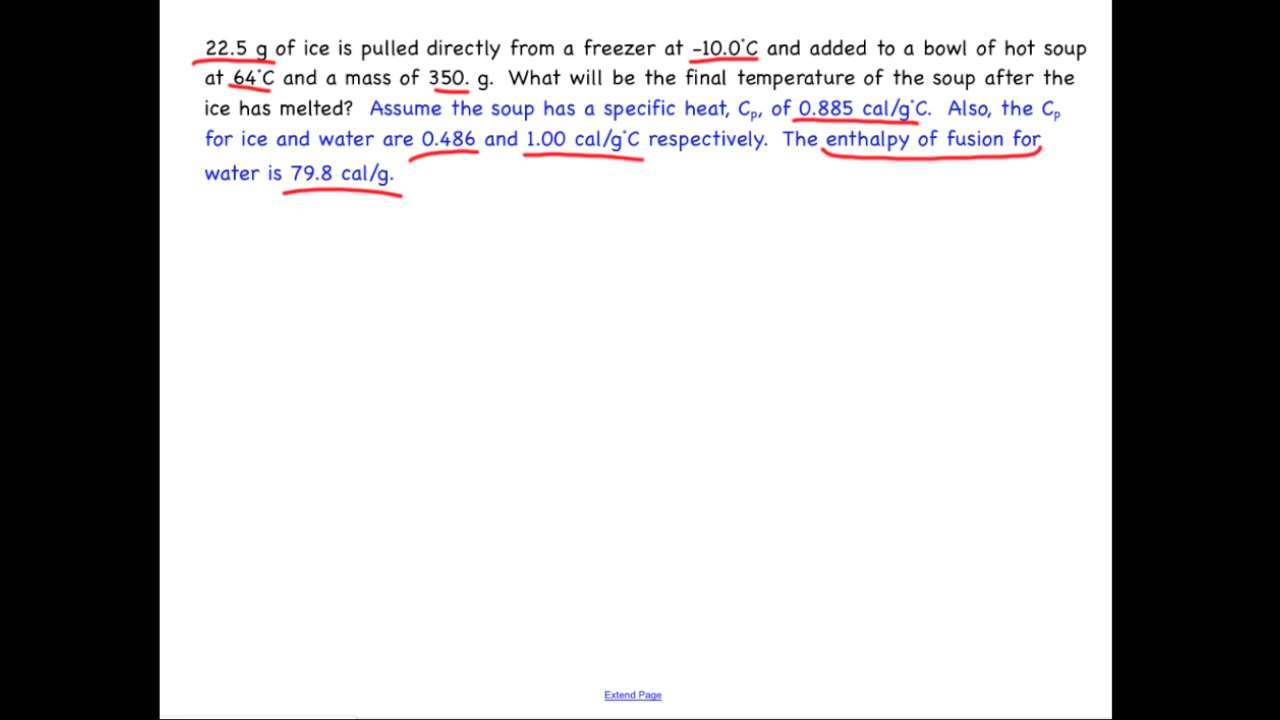 22.5 g of ice is pulled directly from a freezer at -10.0°C and added to a bowl of hot soup
at 64°C and a mass of 350. g. What will be the final temperature of the soup after the
ice has melted? Assume the soup has a specific heat, Cₚ, of 0.885 cal/g°C. Also, the Cₚ
for ice and water are 0.486 and 1.00 cal/g°C respectively. The enthalpy of fusion for
water is 79.8 cal/g.
Extend Page